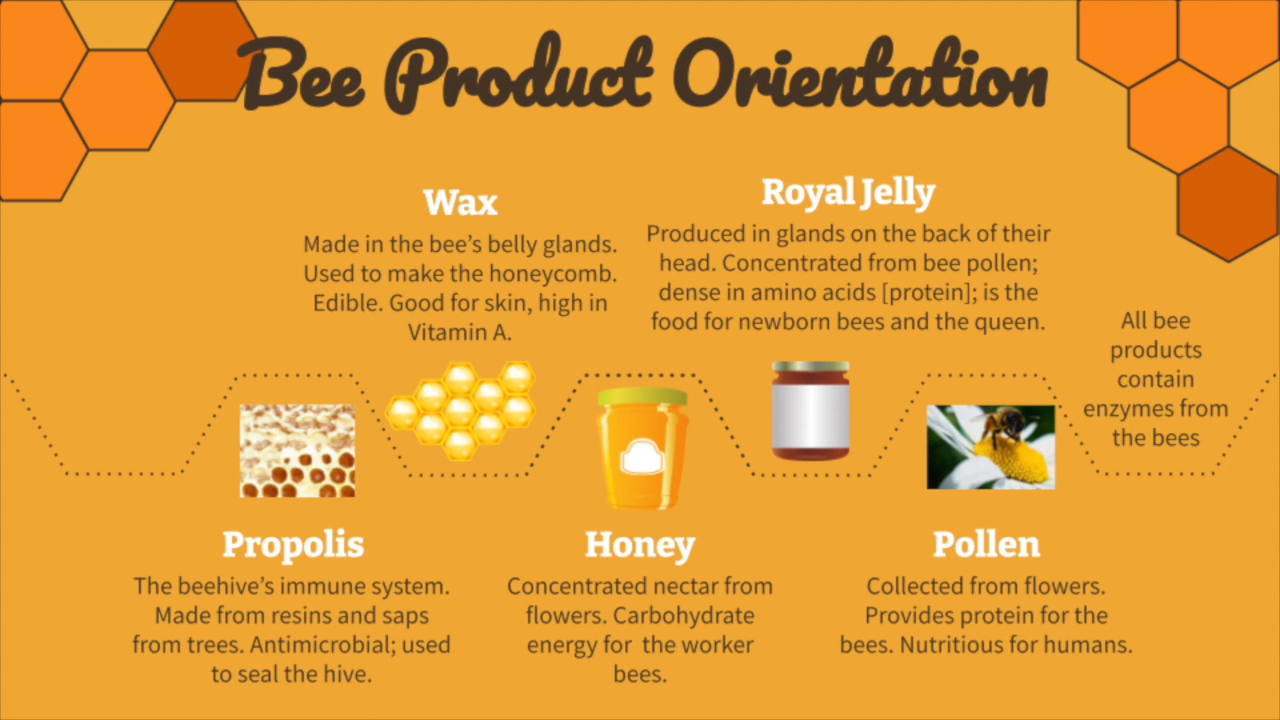 Bee Product Orientation
Wax
Made in the bee's belly glands.
Used to make the honeycomb.
Edible. Good for skin, high in
Vitamin A.
Royal Jelly
Produced in glands on the back of their
head. Concentrated from bee pollen;
dense in amino acids [protein]; is the
food for newborn bees and the queen.
All bee
products
contain
enzymes from
the bees
Propolis
The beehive's immune system.
Made from resins and saps
from trees. Antimicrobial; used
to seal the hive.
Honey
Concentrated nectar from
flowers. Carbohydrate
energy for the worker
bees.
Pollen
Collected from flowers.
Provides protein for the
bees. Nutritious for humans.